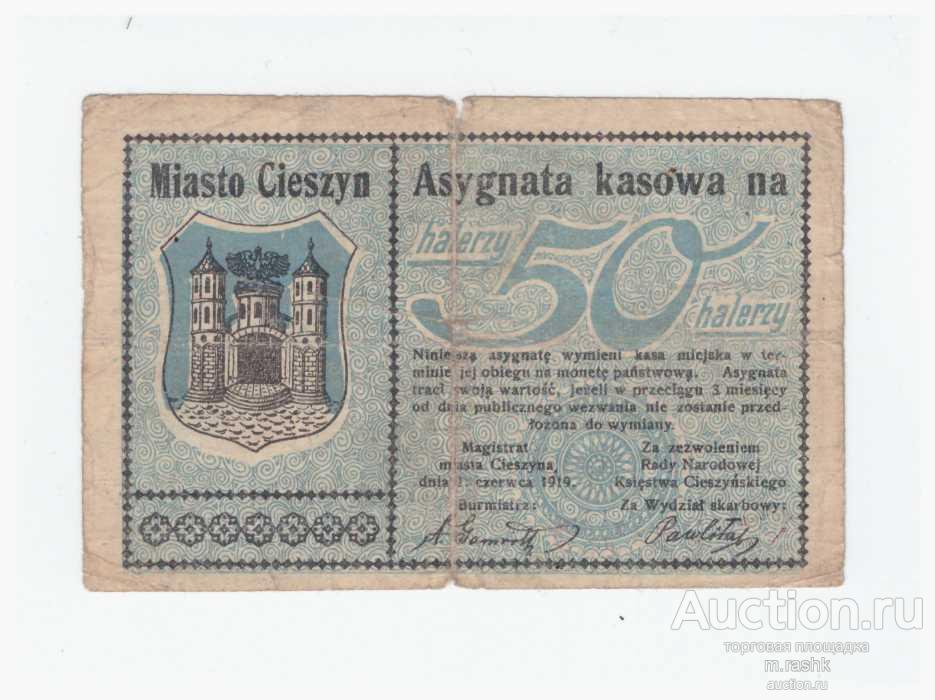 Miasto Cieszyn
Asygnata kasowa na
halerzy 50
halerzy
Niniejszą asygnatę wymieni kasa miejska w ter-
minie jej obiegu na monetę państwową. Asygnata
traci swoją wartość, jeżeli w przeciągu 3 miesięcy
od dnia publicznego wezwania nie zostanie przed-
łożona do wymiany.
Magistrat
miasta Cieszyna,
dnia 1. czerwca 1919.
Burmistrz:
Za zezwoleniem
Rady Narodowej
Księstwa Cieszyńskiego
Za Wydział skarbowy:
Auction.ru
торговая площадка
m.rashk
auction.ru